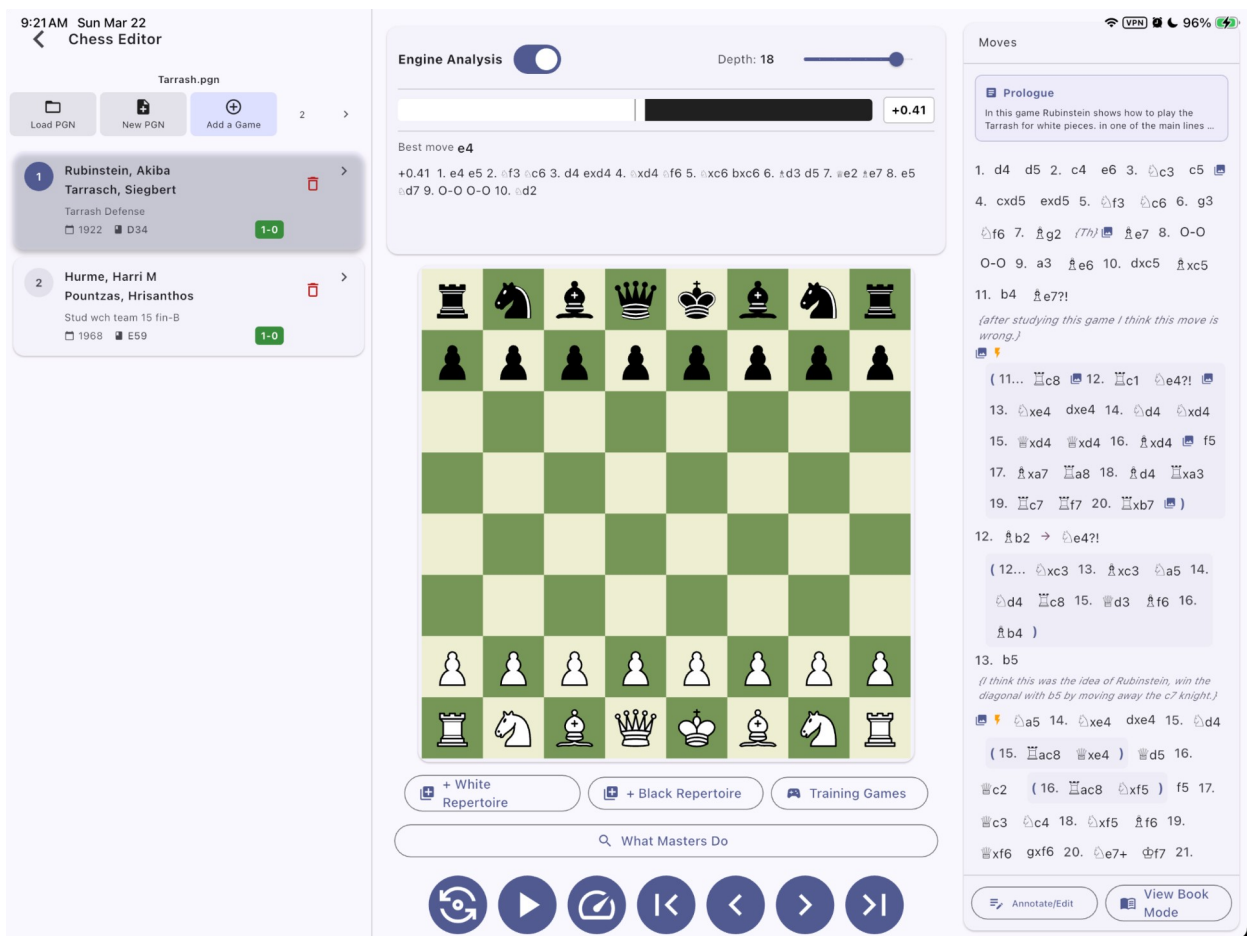 9:21 AM Sun Mar 22
VPN 96%
Chess Editor
Tarrash.pgn
Load PGN
New PGN
Add a Game
2
1
Rubinstein, Akiba
Tarrasch, Siegbert
Tarrash Defense
1922 D34
1-0
2
Hurme, Harri M
Pountzas, Hrisanthos
Stud wch team 15 fin-B
1968 E59
1-0
Engine Analysis
Depth: 18
+0.41
Best move e4
+0.41 1. e4 e5 2. ♘f3 ♘c6 3. d4 exd4 4. ♘xd4 ♘f6 5. ♘xc6 bxc6 6. ♗d3 d5 7. ♕e2 ♗e7 8. e5
♘d7 9. O-O O-O 10. ♘d2
+ White
Repertoire
+ Black Repertoire
Training Games
What Masters Do
Moves
Prologue
In this game Rubinstein shows how to play the
Tarrash for white pieces. in one of the main lines ...
1. d4 d5 2. c4 e6 3. ♘c3 c5
4. cxd5 exd5 5. ♘f3 ♘c6 6. g3
♘f6 7. ♗g2 {Th} ♗e7 8. O-O
O-O 9. a3 ♗e6 10. dxc5 ♗xc5
11. b4 ♗e7?!
{after studying this game I think this move is
wrong.}
( 11... ♖c8 12. ♖c1 ♘e4?!
13. ♘xe4 dxe4 14. ♘d4 ♘xd4
15. ♕xd4 ♕xd4 16. ♗xd4 f5
17. ♗xa7 ♖a8 18. ♗d4 ♖xa3
19. ♖c7 ♖f7 20. ♖xb7 )
12. ♗b2 → ♘e4?!
( 12... ♘xc3 13. ♗xc3 ♘a5 14.
♘d4 ♖c8 15. ♕d3 ♗f6 16.
♗b4 )
13. b5
{I think this was the idea of Rubinstein, win the
diagonal with b5 by moving away the c7 knight.}
♘a5 14. ♘xe4 dxe4 15. ♘d4
( 15. ♖ac8 ♕xe4 ) ♕d5 16.
♕c2 ( 16. ♖ac8 ♘xf5 ) f5 17.
♕c3 ♘c4 18. ♘xf5 ♗f6 19.
♕xf6 gxf6 20. ♘e7+ ♔f7 21.
Annotate/Edit
View Book
Mode